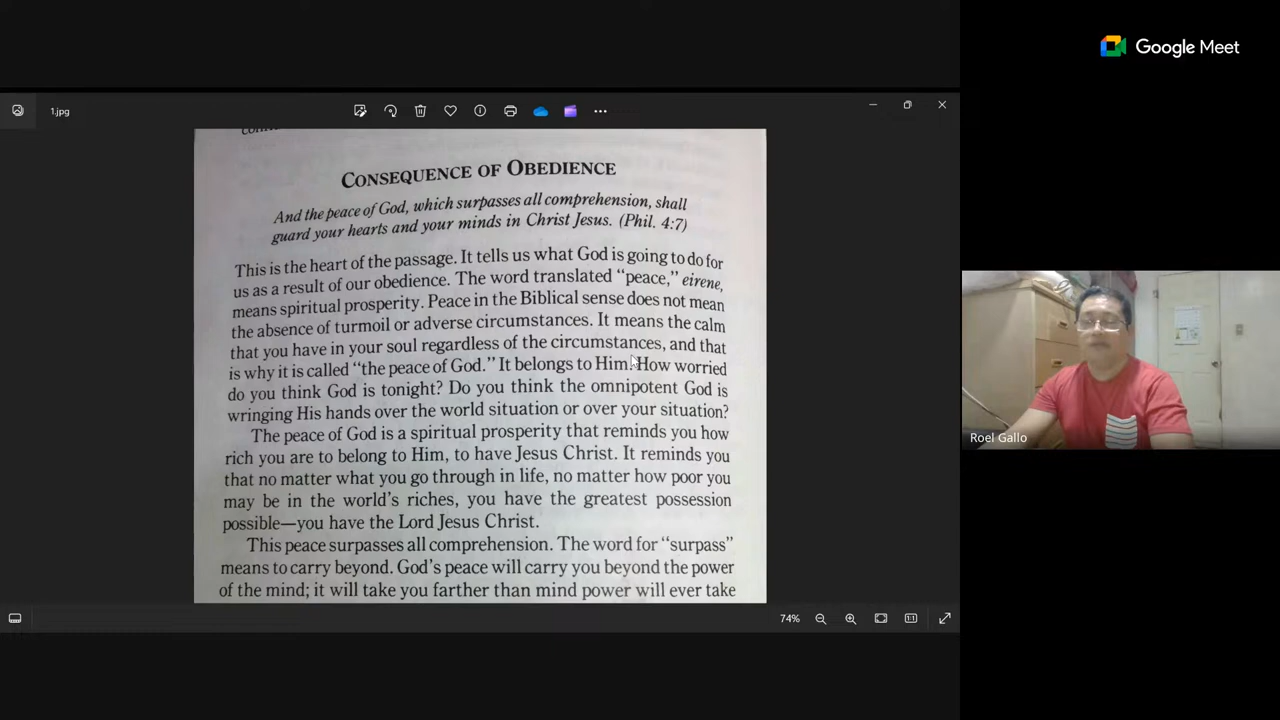 Google Meet
1.jpg
CONSEQUENCE OF OBEDIENCE
And the peace of God, which surpasses all comprehension, shall
guard your hearts and your minds in Christ Jesus. (Phil. 4:7)
This is the heart of the passage. It tells us what God is going to do for
us as a result of our obedience. The word translated “peace,” eirene,
means spiritual prosperity. Peace in the Biblical sense does not mean
the absence of turmoil or adverse circumstances. It means the calm
that you have in your soul regardless of the circumstances, and that
is why it is called “the peace of God.” It belongs to Him. How worried
do you think God is tonight? Do you think the omnipotent God is
wringing His hands over the world situation or over your situation?
The peace of God is a spiritual prosperity that reminds you how
rich you are to belong to Him, to have Jesus Christ. It reminds you
that no matter what you go through in life, no matter how poor you
may be in the world’s riches, you have the greatest possession
possible—you have the Lord Jesus Christ.
This peace surpasses all comprehension. The word for “surpass”
means to carry beyond. God’s peace will carry you beyond the power
of the mind; it will take you farther than mind power will ever take
74%
1:1
Roel Gallo